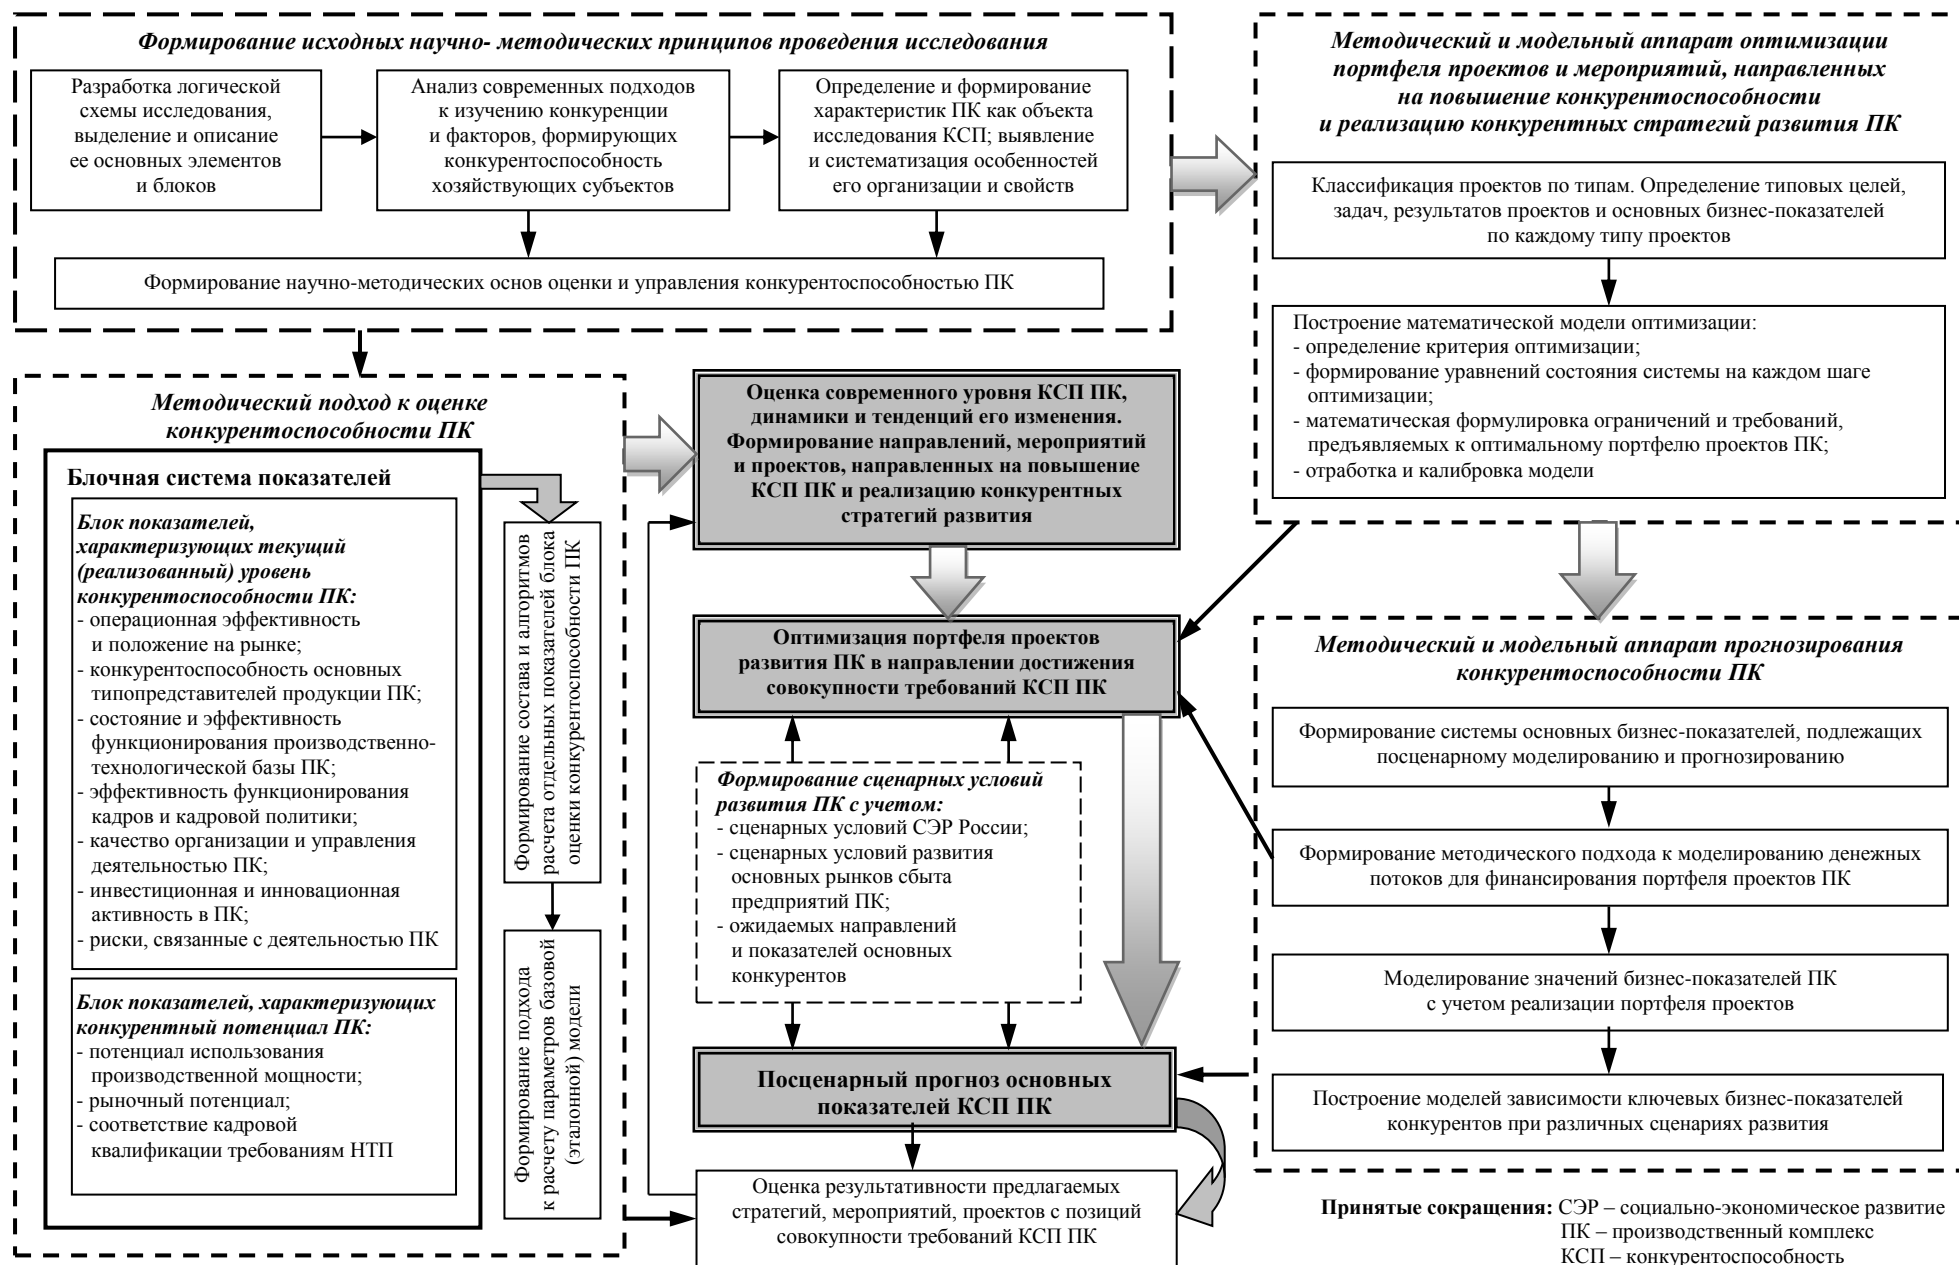 Формирование исходных научно- методических принципов проведения исследования
Разработка логической
схемы исследования,
выделение и описание
ее основных элементов
и блоков
Анализ современных подходов
к изучению конкуренции
и факторов, формирующих
конкурентоспособность
хозяйствующих субъектов
Определение и формирование
характеристик ПК как объекта
исследования КСП; выявление
и систематизация особенностей
его организации и свойств
Формирование научно-методических основ оценки и управления конкурентоспособностью ПК
Методический и модельный аппарат оптимизации
портфеля проектов и мероприятий, направленных
на повышение конкурентоспособности
и реализацию конкурентных стратегий развития ПК
Классификация проектов по типам. Определение типовых целей,
задач, результатов проектов и основных бизнес-показателей
по каждому типу проектов
Построение математической модели оптимизации:
- определение критерия оптимизации;
- формирование уравнений состояния системы на каждом шаге
оптимизации;
- математическая формулировка ограничений и требований,
предъявляемых к оптимальному портфелю проектов ПК;
- отработка и калибровка модели
Методический подход к оценке
конкурентоспособности ПК
Блочная система показателей
Блок показателей,
характеризующих текущий
(реализованный) уровень
конкурентоспособности ПК:
- операционная эффективность
и положение на рынке;
- конкурентоспособность основных
типопредставителей продукции ПК;
- состояние и эффективность
функционирования производственно-
технологической базы ПК;
- эффективность функционирования
кадров и кадровой политики;
- качество организации и управления
деятельностью ПК;
- инвестиционная и инновационная
активность в ПК;
- риски, связанные с деятельностью ПК
Блок показателей, характеризующих
конкурентный потенциал ПК:
- потенциал использования
производственной мощности;
- рыночный потенциал;
- соответствие кадровой
квалификации требованиям НТП
Формирование состава и алгоритмов
расчета отдельных показателей блока
оценки конкурентоспособности ПК
Формирование подхода
к расчету параметров базовой
(эталонной) модели
Оценка современного уровня КСП ПК,
динамики и тенденций его изменения.
Формирование направлений, мероприятий
и проектов, направленных на повышение
КСП ПК и реализацию конкурентных
стратегий развития
Оптимизация портфеля проектов
развития ПК в направлении достижения
совокупности требований КСП ПК
Формирование сценарных условий
развития ПК с учетом:
- сценарных условий СЭР России;
- сценарных условий развития
основных рынков сбыта
предприятий ПК;
- ожидаемых направлений
и показателей основных
конкурентов
Посценарный прогноз основных
показателей КСП ПК
Оценка результативности предлагаемых
стратегий, мероприятий, проектов с позиций
совокупности требований КСП ПК
Методический и модельный аппарат прогнозирования
конкурентоспособности ПК
Формирование системы основных бизнес-показателей, подлежащих
посценарному моделированию и прогнозированию
Формирование методического подхода к моделированию денежных
потоков для финансирования портфеля проектов ПК
Моделирование значений бизнес-показателей ПК
с учетом реализации портфеля проектов
Построение моделей зависимости ключевых бизнес-показателей
конкурентов при различных сценариях развития
Принятые сокращения: СЭР – социально-экономическое развитие
ПК – производственный комплекс
КСП – конкурентоспособность